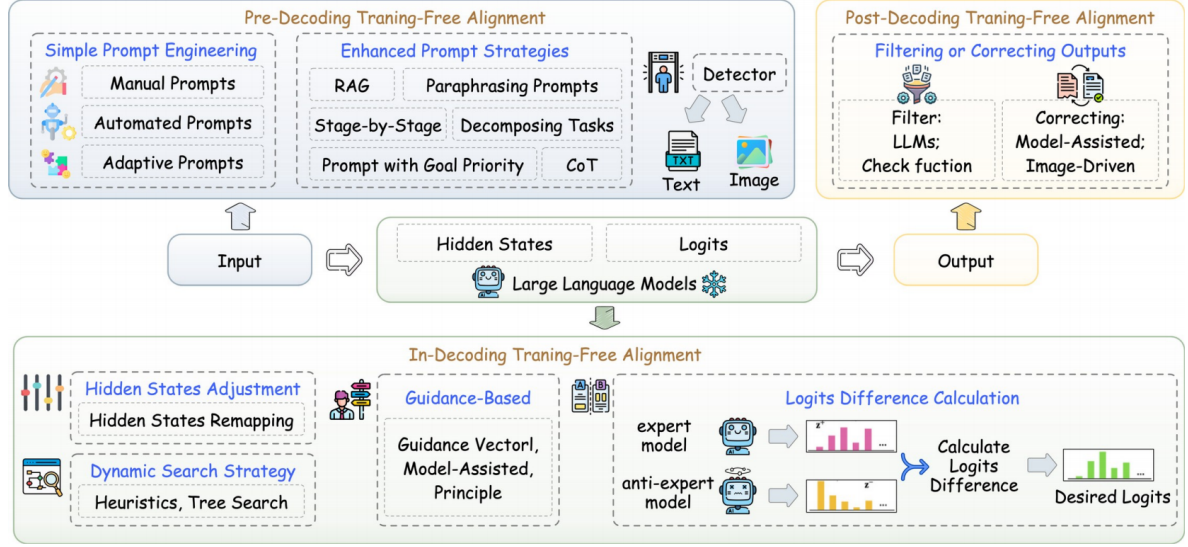 Pre-Decoding Traning-Free Alignment
Simple Prompt Engineering
Manual Prompts
Automated Prompts
Adaptive Prompts
Enhanced Prompt Strategies
RAG
Paraphrasing Prompts
Stage-by-Stage
Decomposing Tasks
Prompt with Goal Priority
CoT
Detector
TXT
Text
Image
Post-Decoding Traning-Free Alignment
Filtering or Correcting Outputs
Filter:
LLMs;
Check fuction
Correcting:
Model-Assisted;
Image-Driven
Input
Hidden States
Logits
Large Language Models
Output
In-Decoding Traning-Free Alignment
Hidden States Adjustment
Hidden States Remapping
Dynamic Search Strategy
Heuristics, Tree Search
Guidance-Based
Guidance Vectorl,
Model-Assisted,
Principle
A B
Logits Difference Calculation
expert
model
z⁺
...
anti-expert
model
z⁻
...
Calculate
Logits
Difference
...
Desired Logits